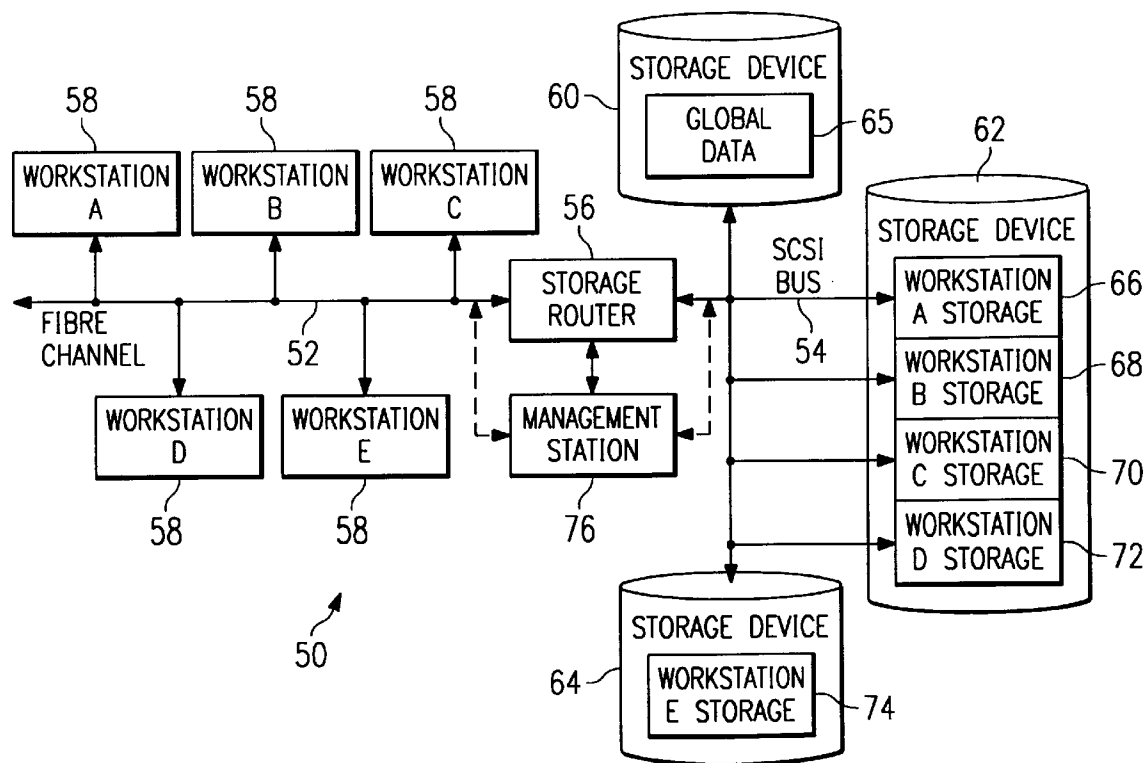 58
58
58
WORKSTATION
A
WORKSTATION
B
WORKSTATION
C
FIBRE
CHANNEL
52
WORKSTATION
D
WORKSTATION
E
58
58
50
56
STORAGE
ROUTER
MANAGEMENT
STATION
76
60
STORAGE DEVICE
GLOBAL
DATA
65
SCSI
BUS
54
62
STORAGE DEVICE
WORKSTATION
A STORAGE
66
WORKSTATION
B STORAGE
68
WORKSTATION
C STORAGE
70
WORKSTATION
D STORAGE
72
STORAGE DEVICE
64
WORKSTATION
E STORAGE
74